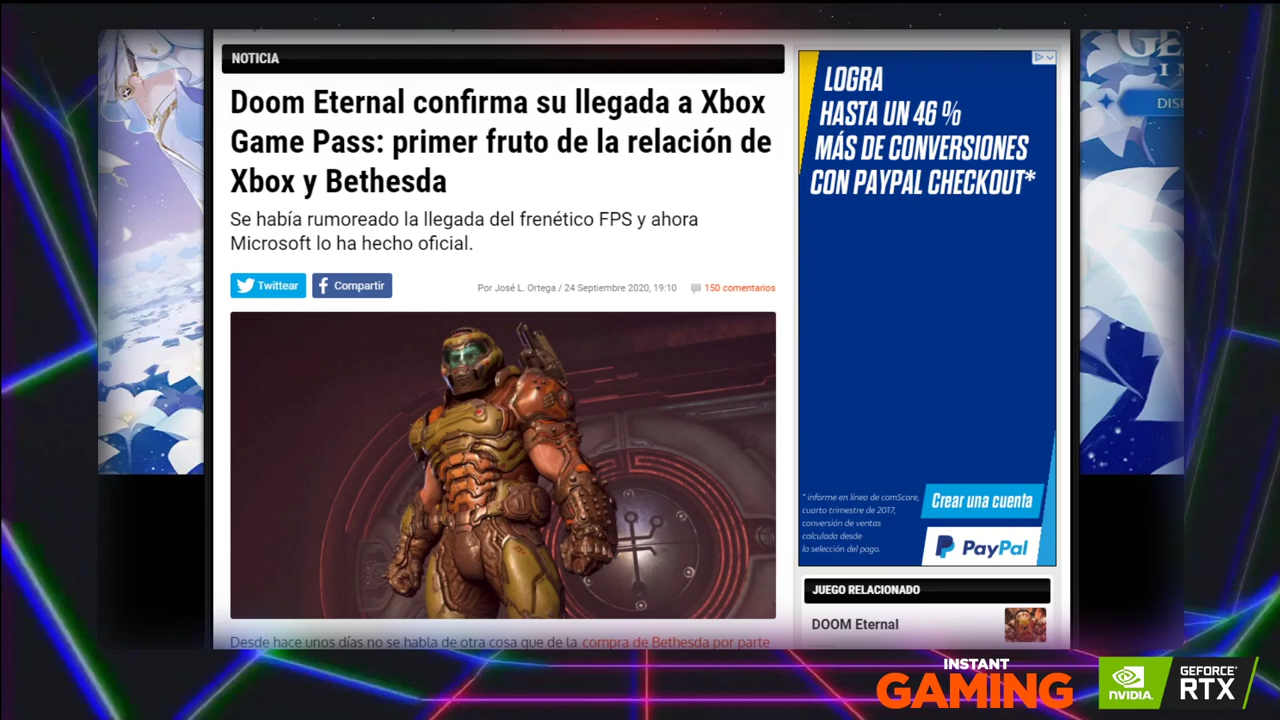 NOTICIA
Doom Eternal confirma su llegada a Xbox
Game Pass: primer fruto de la relación de
Xbox y Bethesda
Se había rumoreado la llegada del frenético FPS y ahora
Microsoft lo ha hecho oficial.
Twittear
Compartir
Por José L. Ortega / 24 Septiembre 2020, 19:10
150 comentarios
Desde hace unos días no se habla de otra cosa que de la compra de Bethesda por parte
LOGRA
HASTA UN 46 %
MÁS DE CONVERSIONES
CON PAYPAL CHECKOUT*
* informe en línea de comScore,
cuarto trimestre de 2017,
conversión de ventas
calculada desde
la selección del pago.
Crear una cuenta
PayPal
JUEGO RELACIONADO
DOOM Eternal
INSTANT
GAMING
NVIDIA.
GEFORCE
RTX